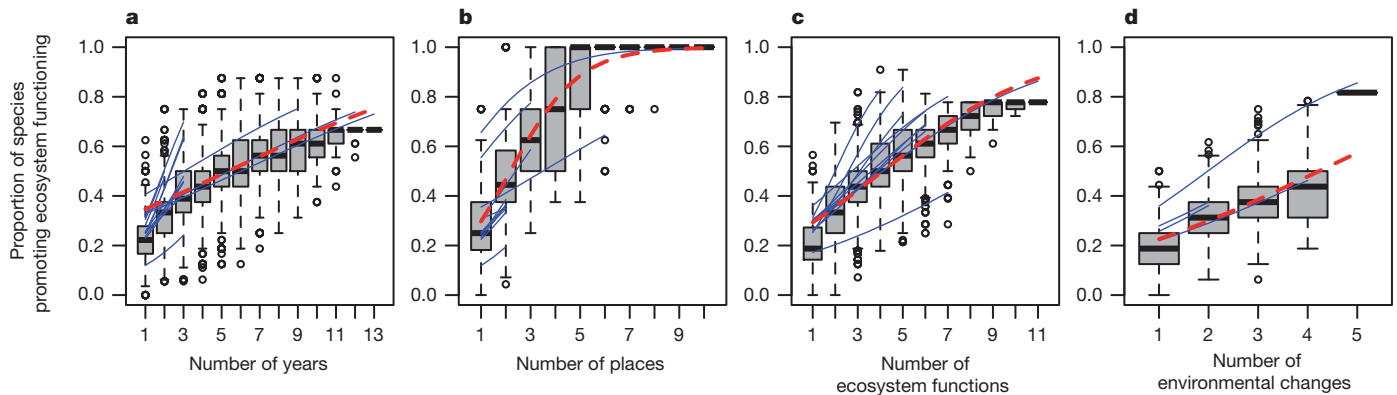 a
b
c
d
Proportion of species
promoting ecosystem functioning
1.0
0.8
0.6
0.4
0.2
0.0
1 3 5 7 9 11 13
Number of years
1.0
0.8
0.6
0.4
0.2
0.0
1 3 5 7 9
Number of places
1.0
0.8
0.6
0.4
0.2
0.0
1 3 5 7 9 11
Number of
ecosystem functions
1.0
0.8
0.6
0.4
0.2
0.0
1 2 3 4 5
Number of
environmental changes